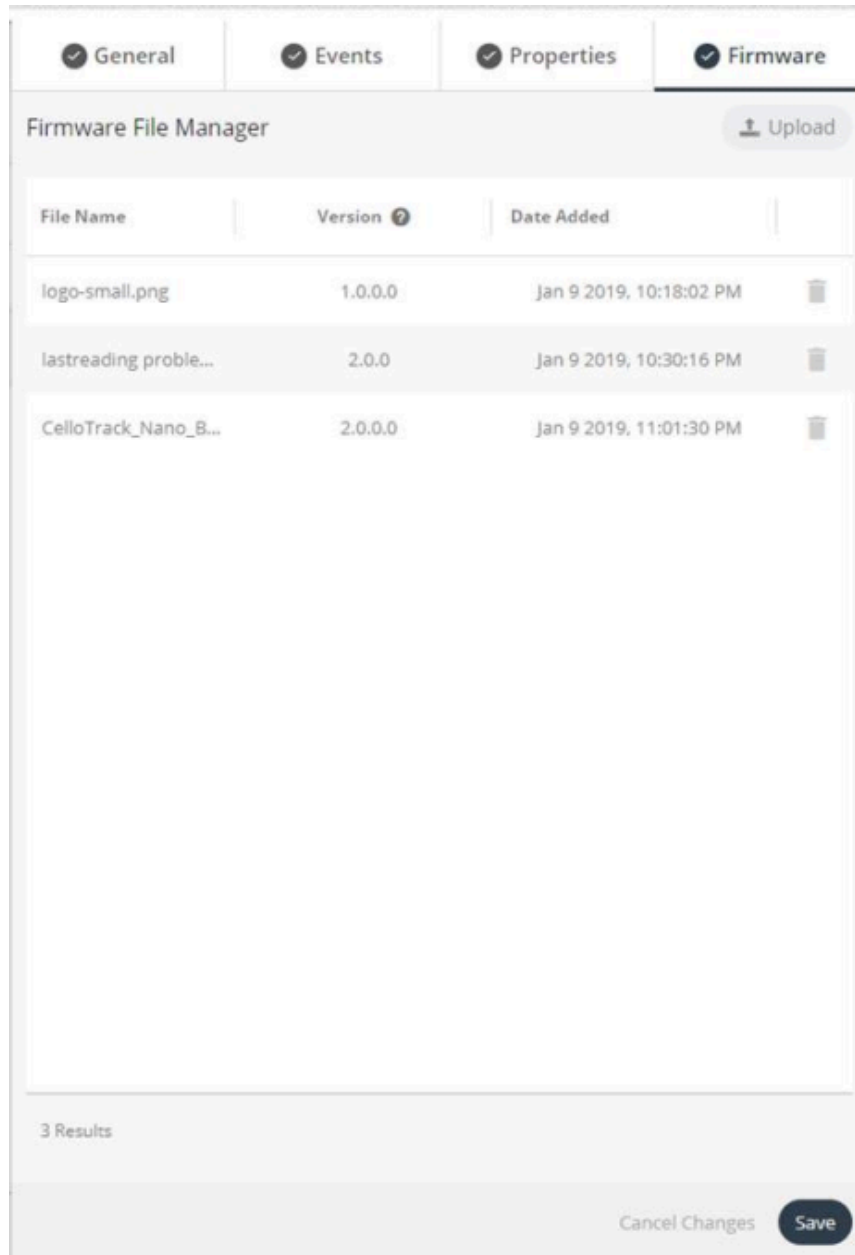 General Events Properties Firmware
Firmware File Manager Upload
File Name Version ? Date Added
logo-small.png 1.0.0.0 Jan 9 2019, 10:18:02 PM
lastreading proble... 2.0.0 Jan 9 2019, 10:30:16 PM
CelloTrack_Nano_B... 2.0.0.0 Jan 9 2019, 11:01:30 PM
3 Results
Cancel Changes Save